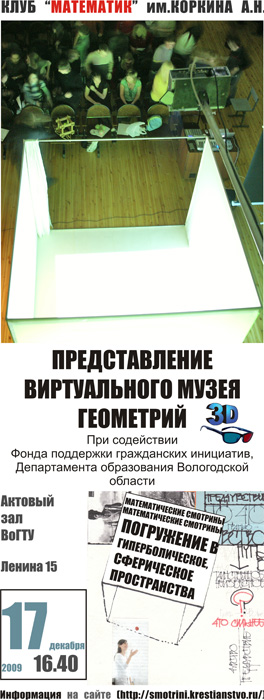 КЛУБ “МАТЕМАТИК” им.КОРКИНА А.Н.
ПРЕДСТАВЛЕНИЕ
ВИРТУАЛЬНОГО МУЗЕЯ
ГЕОМЕТРИЙ 3D
При содействии
Фонда поддержки гражданских инициатив,
Департамента образования Вологодской
области
Актовый
зал
ВоГТУ
Ленина 15
МАТЕМАТИЧЕСКИЕ СМОТРИНЫ
МАТЕМАТИЧЕСКИЕ СМОТРИНЫ
ПОГРУЖЕНИЕ В
ГИПЕРБОЛИЧЕСКОЕ,
СФЕРИЧЕСКОЕ
ПРОСТРАНСТВА
17
декабря
2009 16.40
Информация на сайте (http://smotrini.krestianstvo.ru/)